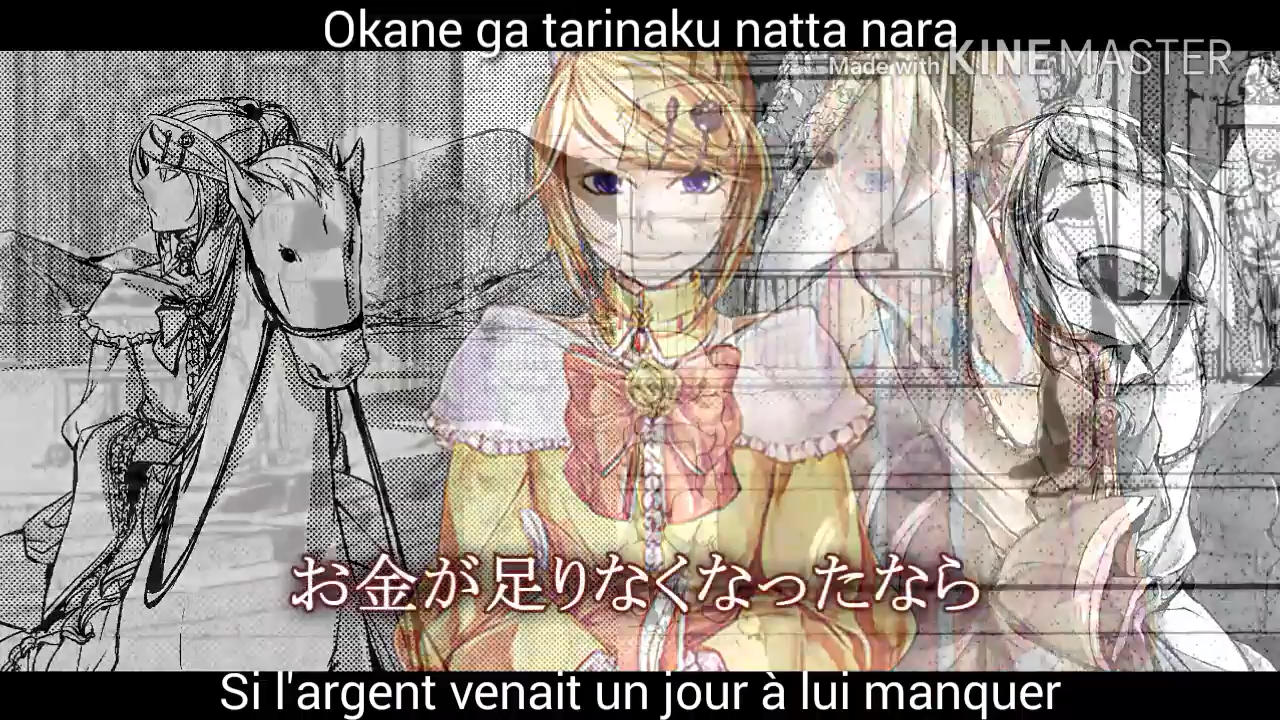 Okane ga tarinaku natta nara
Made with KINEMASTER
お金が足りなくなったなら
Si l'argent venait un jour à lui manquer